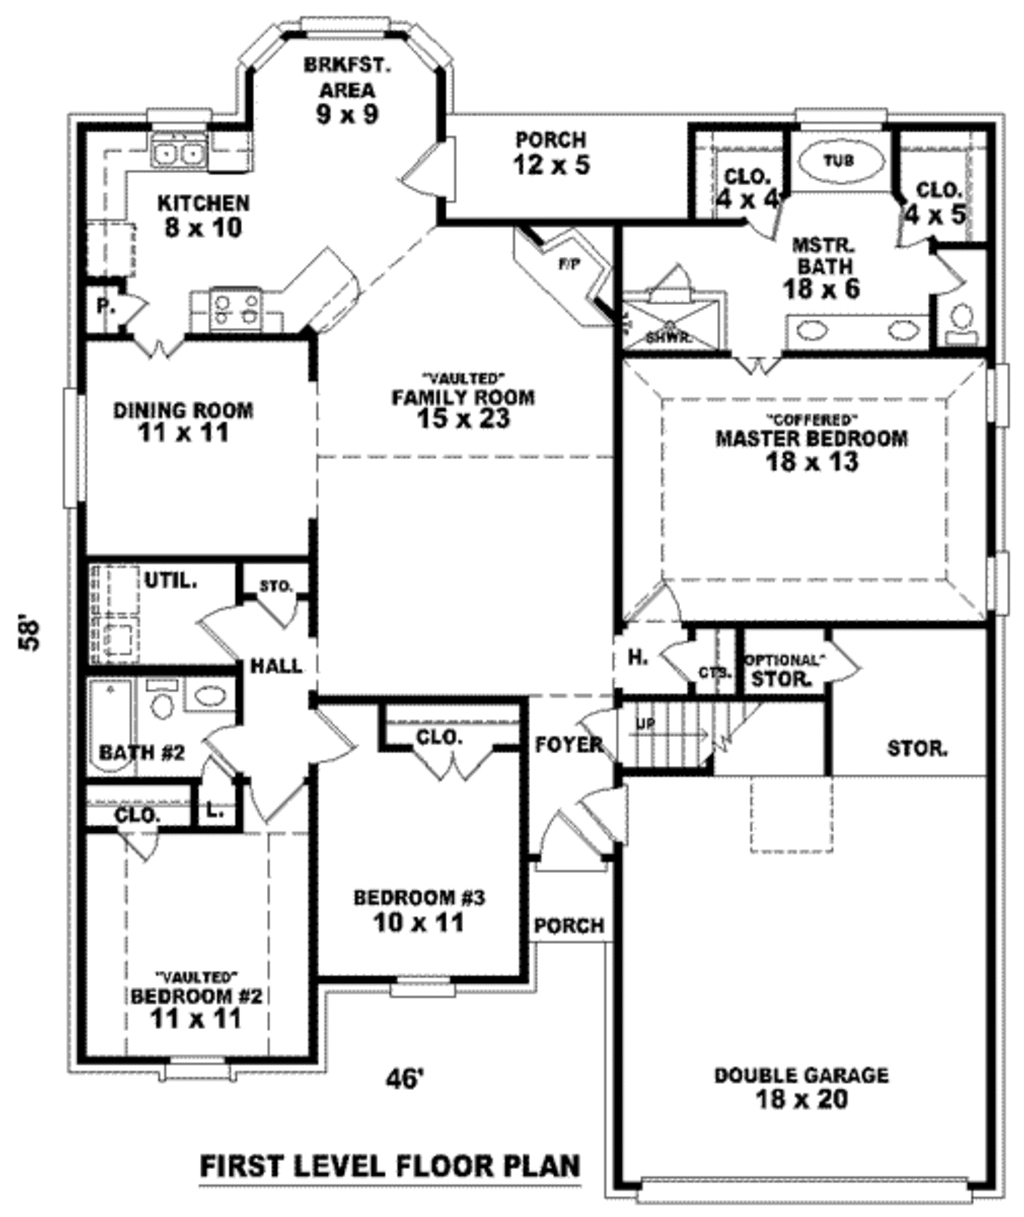 BRKFST.
AREA
9 x 9
PORCH
12 x 5
TUB
CLO.
4 x 4
CLO.
4 x 5
KITCHEN
8 x 10
MSTR.
BATH
18 x 6
F/P
P.
SHWR.
"VAULTED"
FAMILY ROOM
15 x 23
DINING ROOM
11 x 11
"COFFERED"
MASTER BEDROOM
18 x 13
UTIL.
STO.
58'
HALL
H.
CTS.
OPTIONAL"
STOR.
UP
BATH #2
CLO.
FOYER
STOR.
CLO.
L.
BEDROOM #3
10 x 11
PORCH
"VAULTED"
BEDROOM #2
11 x 11
46'
DOUBLE GARAGE
18 x 20
FIRST LEVEL FLOOR PLAN